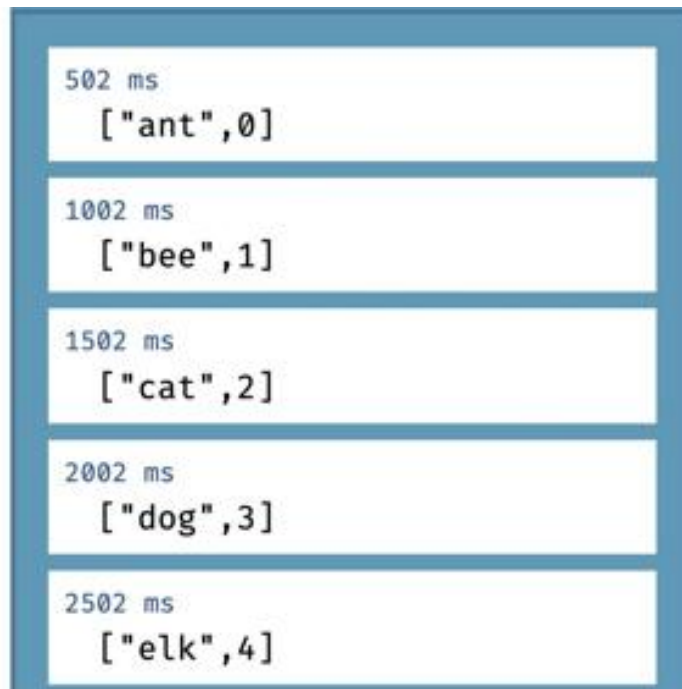 502 ms
["ant",0]
1002 ms
["bee",1]
1502 ms
["cat",2]
2002 ms
["dog",3]
2502 ms
["elk",4]